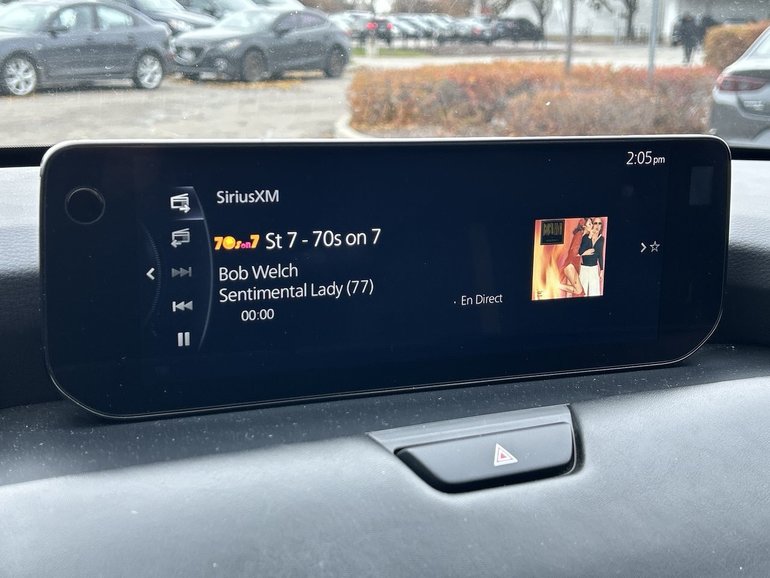 2:05pm
SiriusXM
70s on 7 St 7 - 70s on 7
Bob Welch
Sentimental Lady (77)
00:00
· En Direct